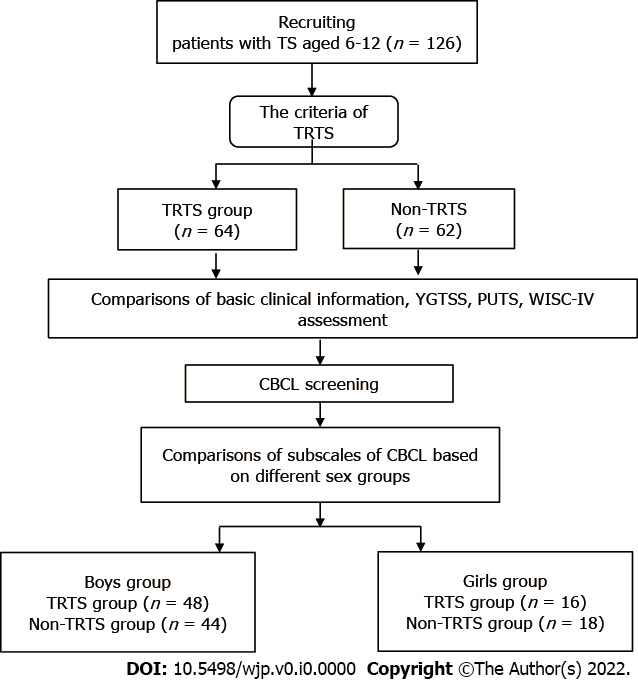 Recruiting
patients with TS aged 6-12 (n = 126)
The criteria of
TRTS
TRTS group
(n = 64)
Non-TRTS
(n = 62)
Comparisons of basic clinical information, YGTSS, PUTS, WISC-IV
assessment
CBCL screening
Comparisons of subscales of CBCL based
on different sex groups
Boys group
TRTS group (n = 48)
Non-TRTS group (n = 44)
Girls group
TRTS group (n = 16)
Non-TRTS group (n = 18)
DOI: 10.5498/wjp.v0.i0.0000 Copyright ©The Author(s) 2022.